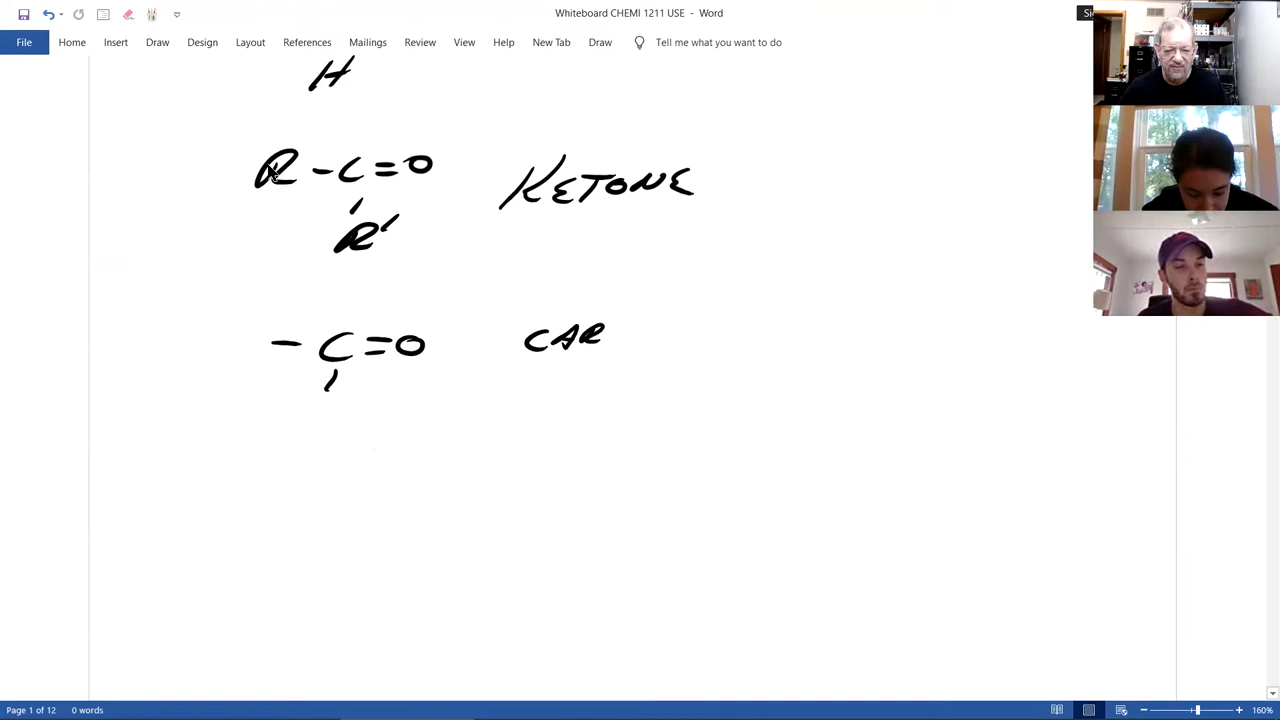 Whiteboard CHEMI 1211 USE - Word
Si
File Home Insert Draw Design Layout References Mailings Review View Help New Tab Draw Tell me what you want to do
H
R - C = O
KETONE
R'
- C = O
CAR
Page 1 of 12 0 words
160%